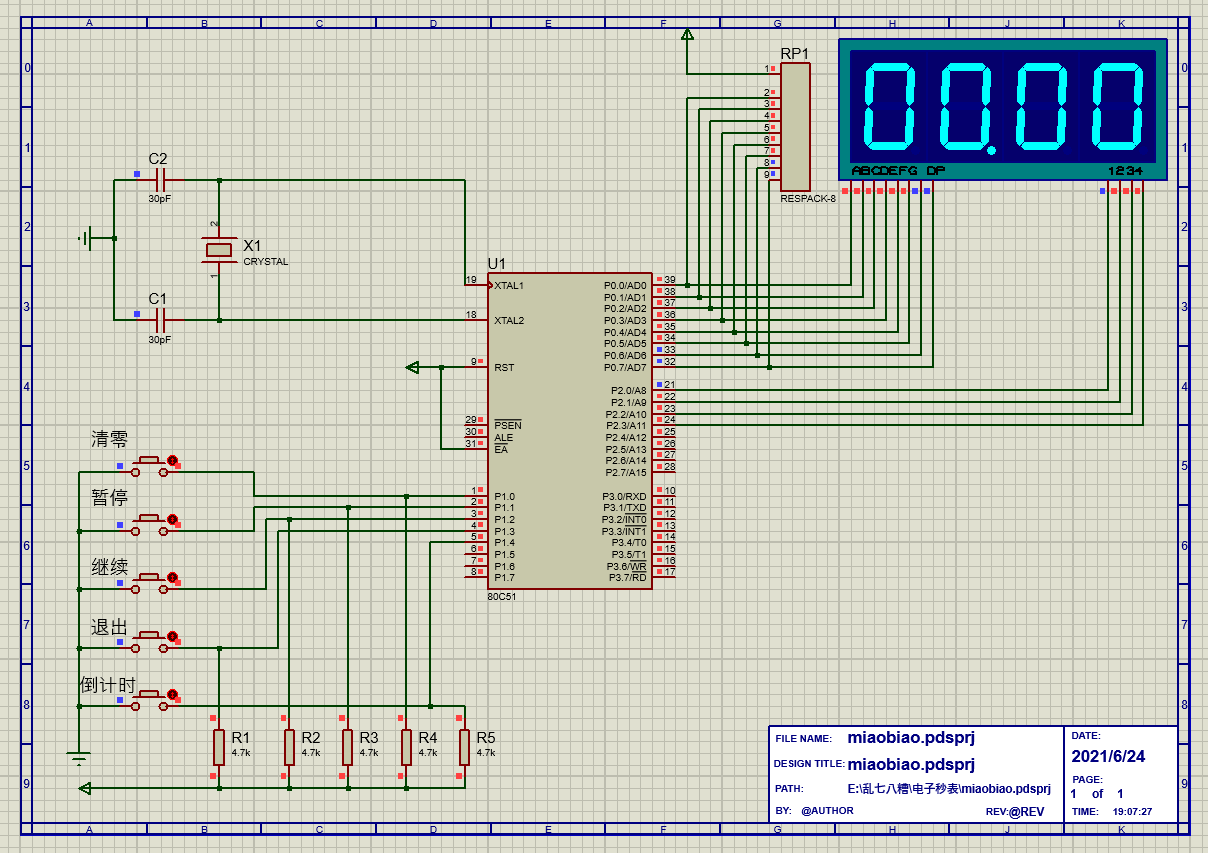 A B C D E F G H J K
0 0
1 1
2 2
3 3
4 4
5 5
6 6
7 7
8 8
9 9
RP1
1
2
3
4
5
6
7
8
9
RESPACK-8
00.00
ABCDEFG DP
1234
C2
30pF
2
X1
CRYSTAL
1
C1
30pF
U1
19 XTAL1
18 XTAL2
9 RST
29 PSEN
30 ALE
31 EA
1 P1.0
2 P1.1
3 P1.2
4 P1.3
5 P1.4
6 P1.5
7 P1.6
8 P1.7
P0.0/AD0 39
P0.1/AD1 38
P0.2/AD2 37
P0.3/AD3 36
P0.4/AD4 35
P0.5/AD5 34
P0.6/AD6 33
P0.7/AD7 32
P2.0/A8 21
P2.1/A9 22
P2.2/A10 23
P2.3/A11 24
P2.4/A12 25
P2.5/A13 26
P2.6/A14 27
P2.7/A15 28
P3.0/RXD 10
P3.1/TXD 11
P3.2/INT0 12
P3.3/INT1 13
P3.4/T0 14
P3.5/T1 15
P3.6/WR 16
P3.7/RD 17
80C51
清零
暂停
继续
退出
倒计时
R1
4.7k
R2
4.7k
R3
4.7k
R4
4.7k
R5
4.7k
FILE NAME: miaobiao.pdsprj
DESIGN TITLE: miaobiao.pdsprj
PATH: E:\乱七八糟\电子秒表\miaobiao.pdsprj
BY: @AUTHOR REV:@REV
DATE:
2021/6/24
PAGE:
1 of 1
TIME: 19:07:27
A B C D E F G H J K